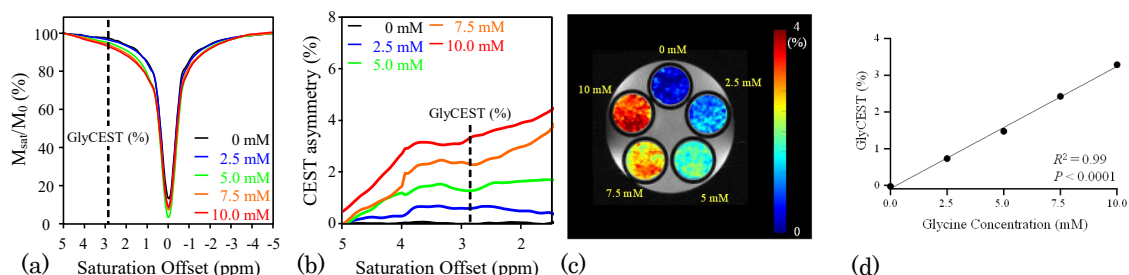 100
80
60
40
20
0
M_sat/M_0 (%)
GlyCEST (%)
0 mM
2.5 mM
5.0 mM
7.5 mM
10.0 mM
5 4 3 2 1 0 -1 -2 -3 -4 -5
(a) Saturation Offset (ppm)
8
6
4
2
0
CEST asymmetry (%)
0 mM
2.5 mM
5.0 mM
7.5 mM
10.0 mM
GlyCEST (%)
5 4 3 2
(b) Saturation Offset (ppm)
0 mM
2.5 mM
10 mM
7.5 mM
5 mM
4
(%)
0
(c)
4
3
2
1
0
GlyCEST (%)
R² = 0.99
P < 0.0001
0.0 2.5 5.0 7.5 10.0
Glycine Concentration (mM)
(d)